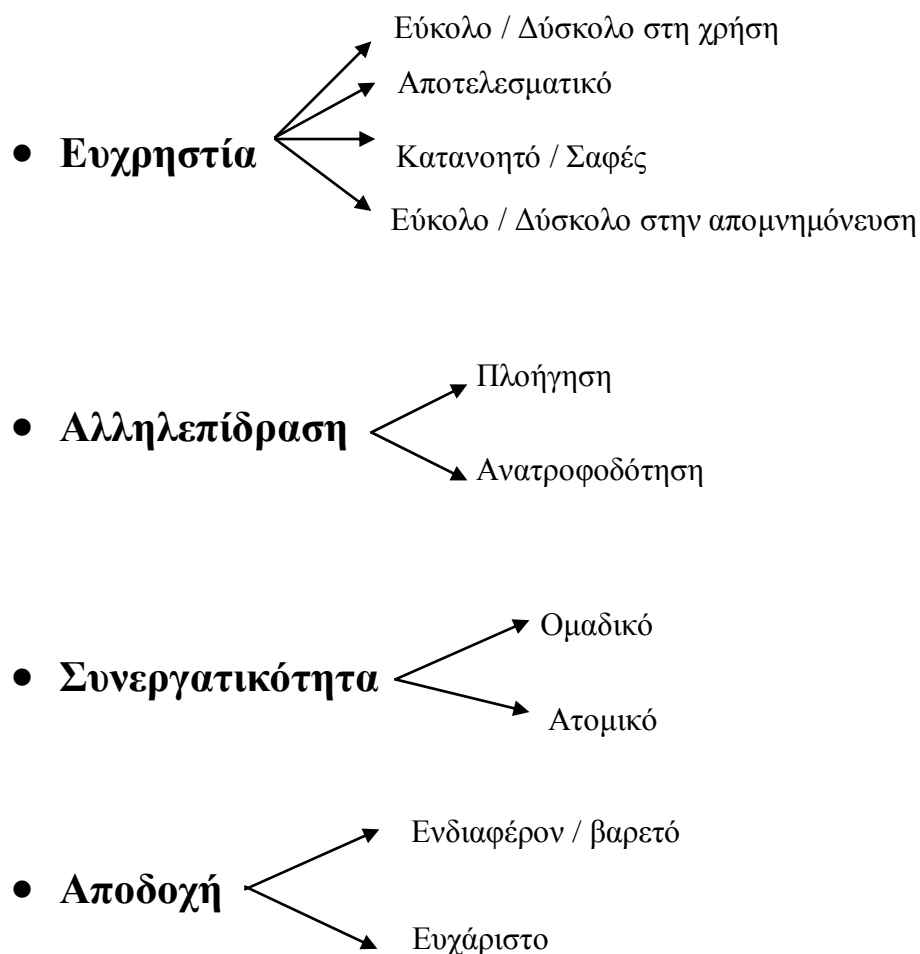 Εύκολο / Δύσκολο στη χρήση
Αποτελεσματικό
• Ευχρηστία
Κατανοητό / Σαφές
Εύκολο / Δύσκολο στην απομνημόνευση
Πλοήγηση
• Αλληλεπίδραση
Ανατροφοδότηση
Ομαδικό
• Συνεργατικότητα
Ατομικό
Ενδιαφέρον / βαρετό
• Αποδοχή
Ευχάριστο